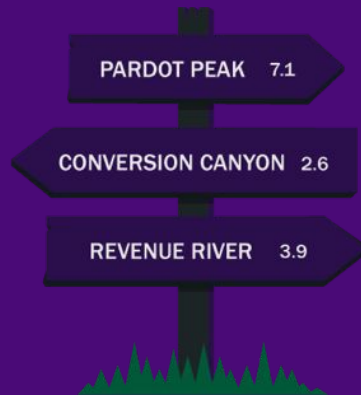 PARDOT PEAK 7.1
CONVERSION CANYON 2.6
REVENUE RIVER 3.9